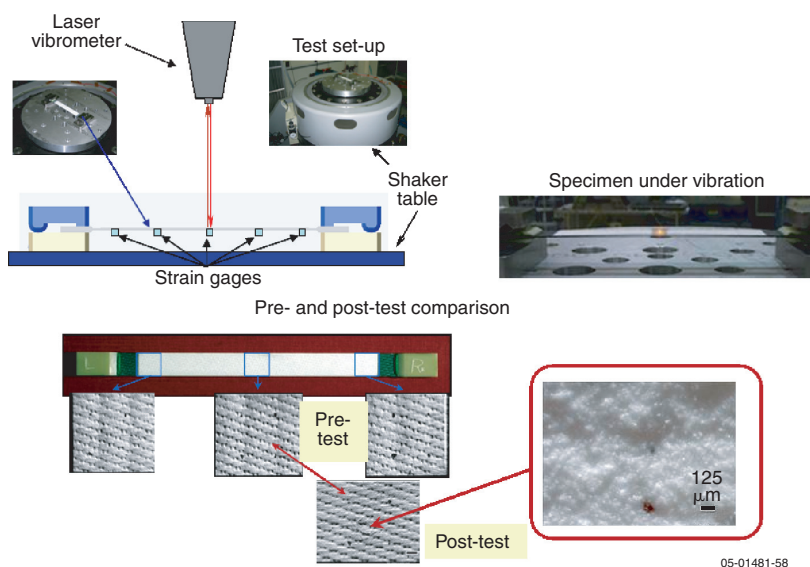 Laser
vibrometer
Test set-up
Shaker
table
Specimen under vibration
Strain gages
Pre- and post-test comparison
L
R
Pre-
test
125
μm
Post-test
05-01481-58